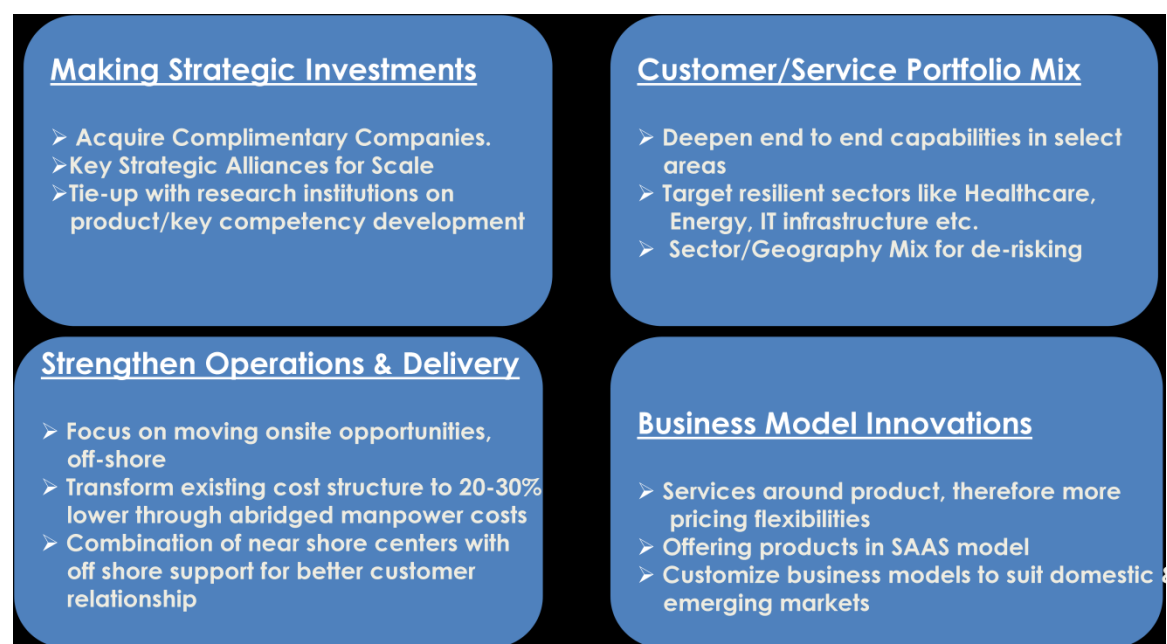 Making Strategic Investments
➢ Acquire Complimentary Companies.
➢Key Strategic Alliances for Scale
➢Tie-up with research institutions on
product/key competency development
Customer/Service Portfolio Mix
➢ Deepen end to end capabilities in select
areas
➢ Target resilient sectors like Healthcare,
Energy, IT infrastructure etc.
➢ Sector/Geography Mix for de-risking
Strengthen Operations & Delivery
➢ Focus on moving onsite opportunities,
off-shore
➢ Transform existing cost structure to 20-30%
lower through abridged manpower costs
➢ Combination of near shore centers with
off shore support for better customer
relationship
Business Model Innovations
➢ Services around product, therefore more
pricing flexibilities
➢ Offering products in SAAS model
➢ Customize business models to suit domestic &
emerging markets